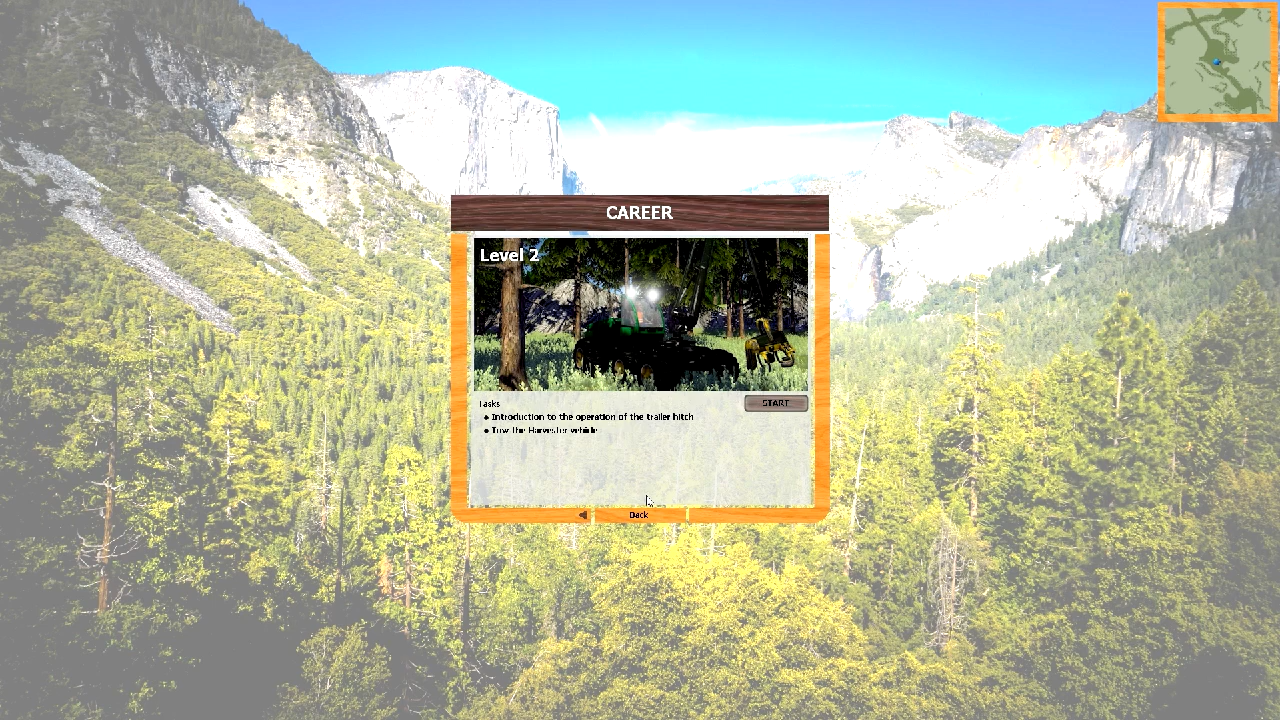 CAREER
Level 2
Tasks
START
• Introduction to the operation of the trailer hitch
• Tow the Harvester vehicle
Back